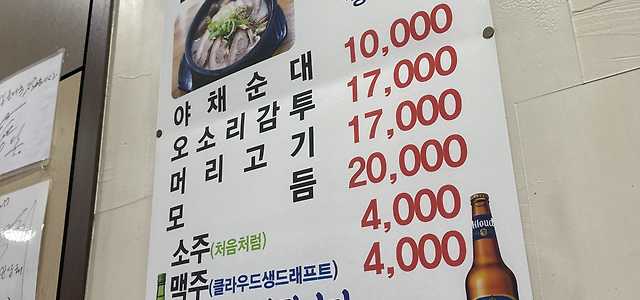 야채순대 10,000
오소리감투 17,000
머리고기 17,000
모듬 20,000
소주(처음처럼) 4,000
맥주(클라우드생드래프트) 4,000
Kloud